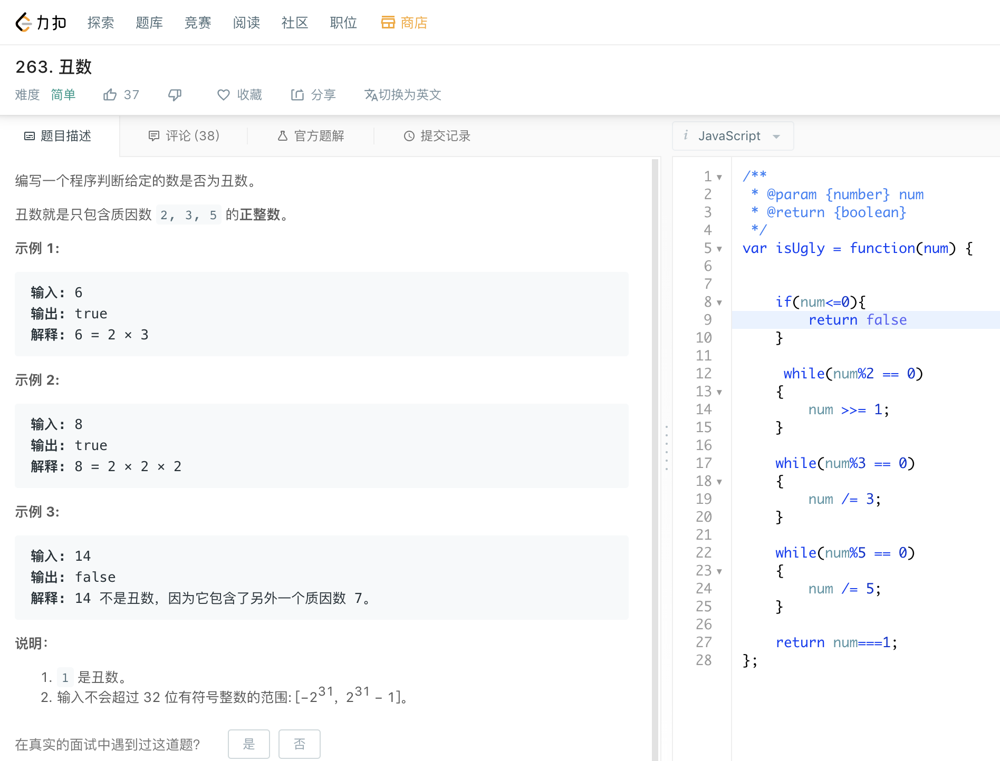 力扣 探索 题库 竞赛 阅读 社区 职位 商店
263. 丑数
难度 简单 37 收藏 分享 切换为英文
题目描述 评论 (38) 官方题解 提交记录
编写一个程序判断给定的数是否为丑数。
丑数就是只包含质因数 2, 3, 5 的正整数。
示例 1:
输入: 6
输出: true
解释: 6 = 2 × 3
示例 2:
输入: 8
输出: true
解释: 8 = 2 × 2 × 2
示例 3:
输入: 14
输出: false
解释: 14 不是丑数，因为它包含了另外一个质因数 7。
说明：
1. 1 是丑数。
2. 输入不会超过 32 位有符号整数的范围: [−2^31, 2^31 − 1]。
在真实的面试中遇到过这道题? 是 否
i JavaScript
1 /**
2  * @param {number} num
3  * @return {boolean}
4  */
5 var isUgly = function(num) {
6
7
8     if(num<=0){
9         return false
10     }
11
12      while(num%2 == 0)
13     {
14         num >>= 1;
15     }
16
17     while(num%3 == 0)
18     {
19         num /= 3;
20     }
21
22     while(num%5 == 0)
23     {
24         num /= 5;
25     }
26
27     return num===1;
28 };